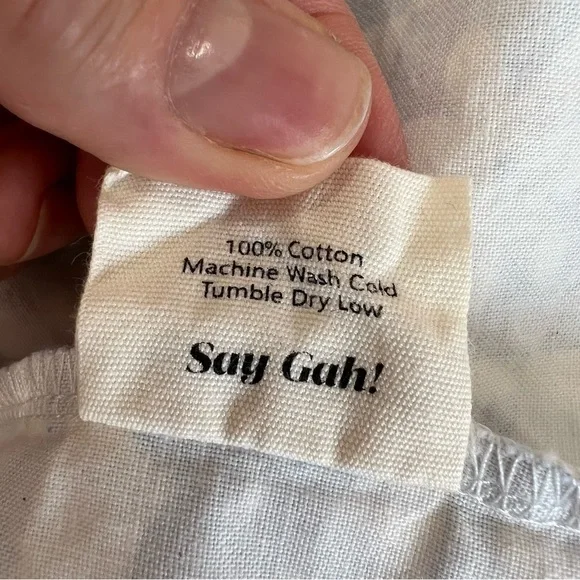 100% Cotton
Machine Wash Cold
Tumble Dry Low
Say Gah!